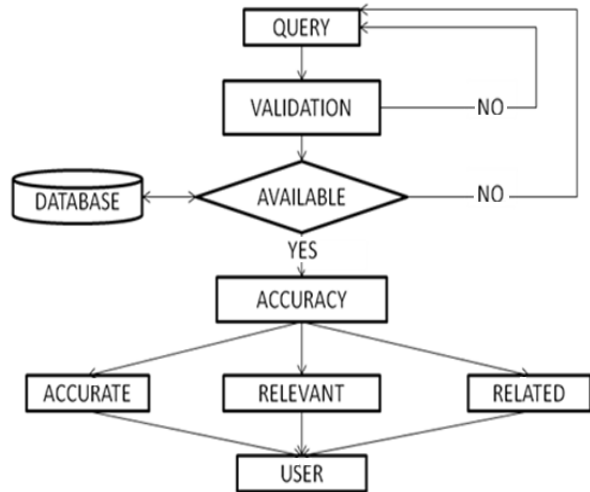 QUERY
VALIDATION
NO
DATABASE
AVAILABLE
NO
YES
ACCURACY
ACCURATE
RELEVANT
RELATED
USER